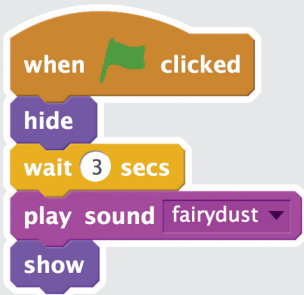 when clicked
hide
wait 3 secs
play sound fairydust
show